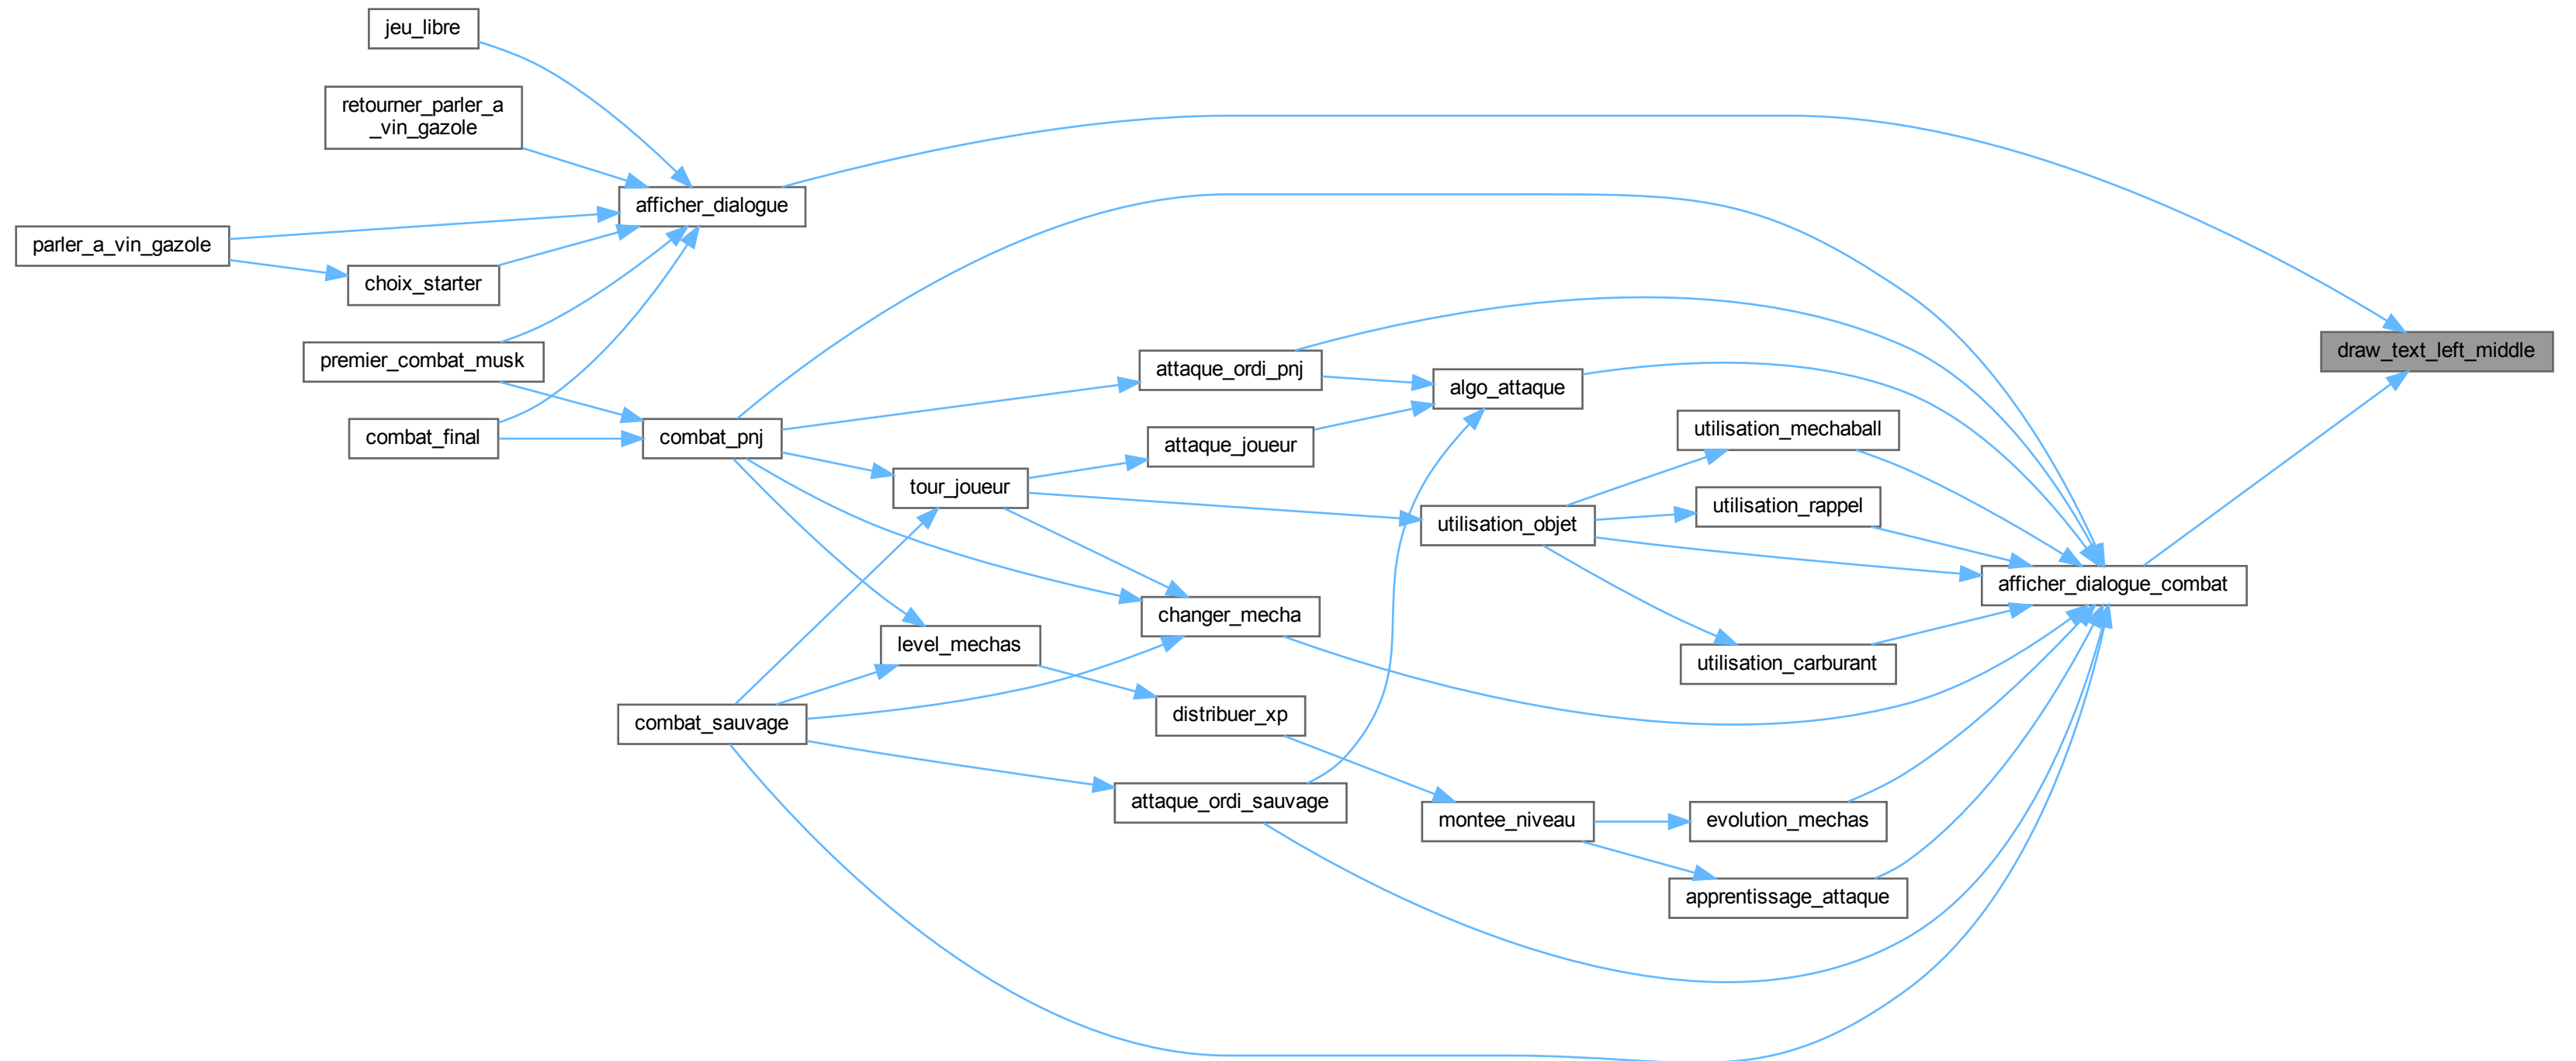 jeu_libre
retourner_parler_a
_vin_gazole
afficher_dialogue
parler_a_vin_gazole
choix_starter
premier_combat_musk
combat_final
combat_pnj
attaque_ordi_pnj
algo_attaque
draw_text_left_middle
attaque_joueur
utilisation_mechaball
tour_joueur
utilisation_rappel
utilisation_objet
afficher_dialogue_combat
changer_mecha
level_mechas
utilisation_carburant
combat_sauvage
distribuer_xp
attaque_ordi_sauvage
montee_niveau
evolution_mechas
apprentissage_attaque